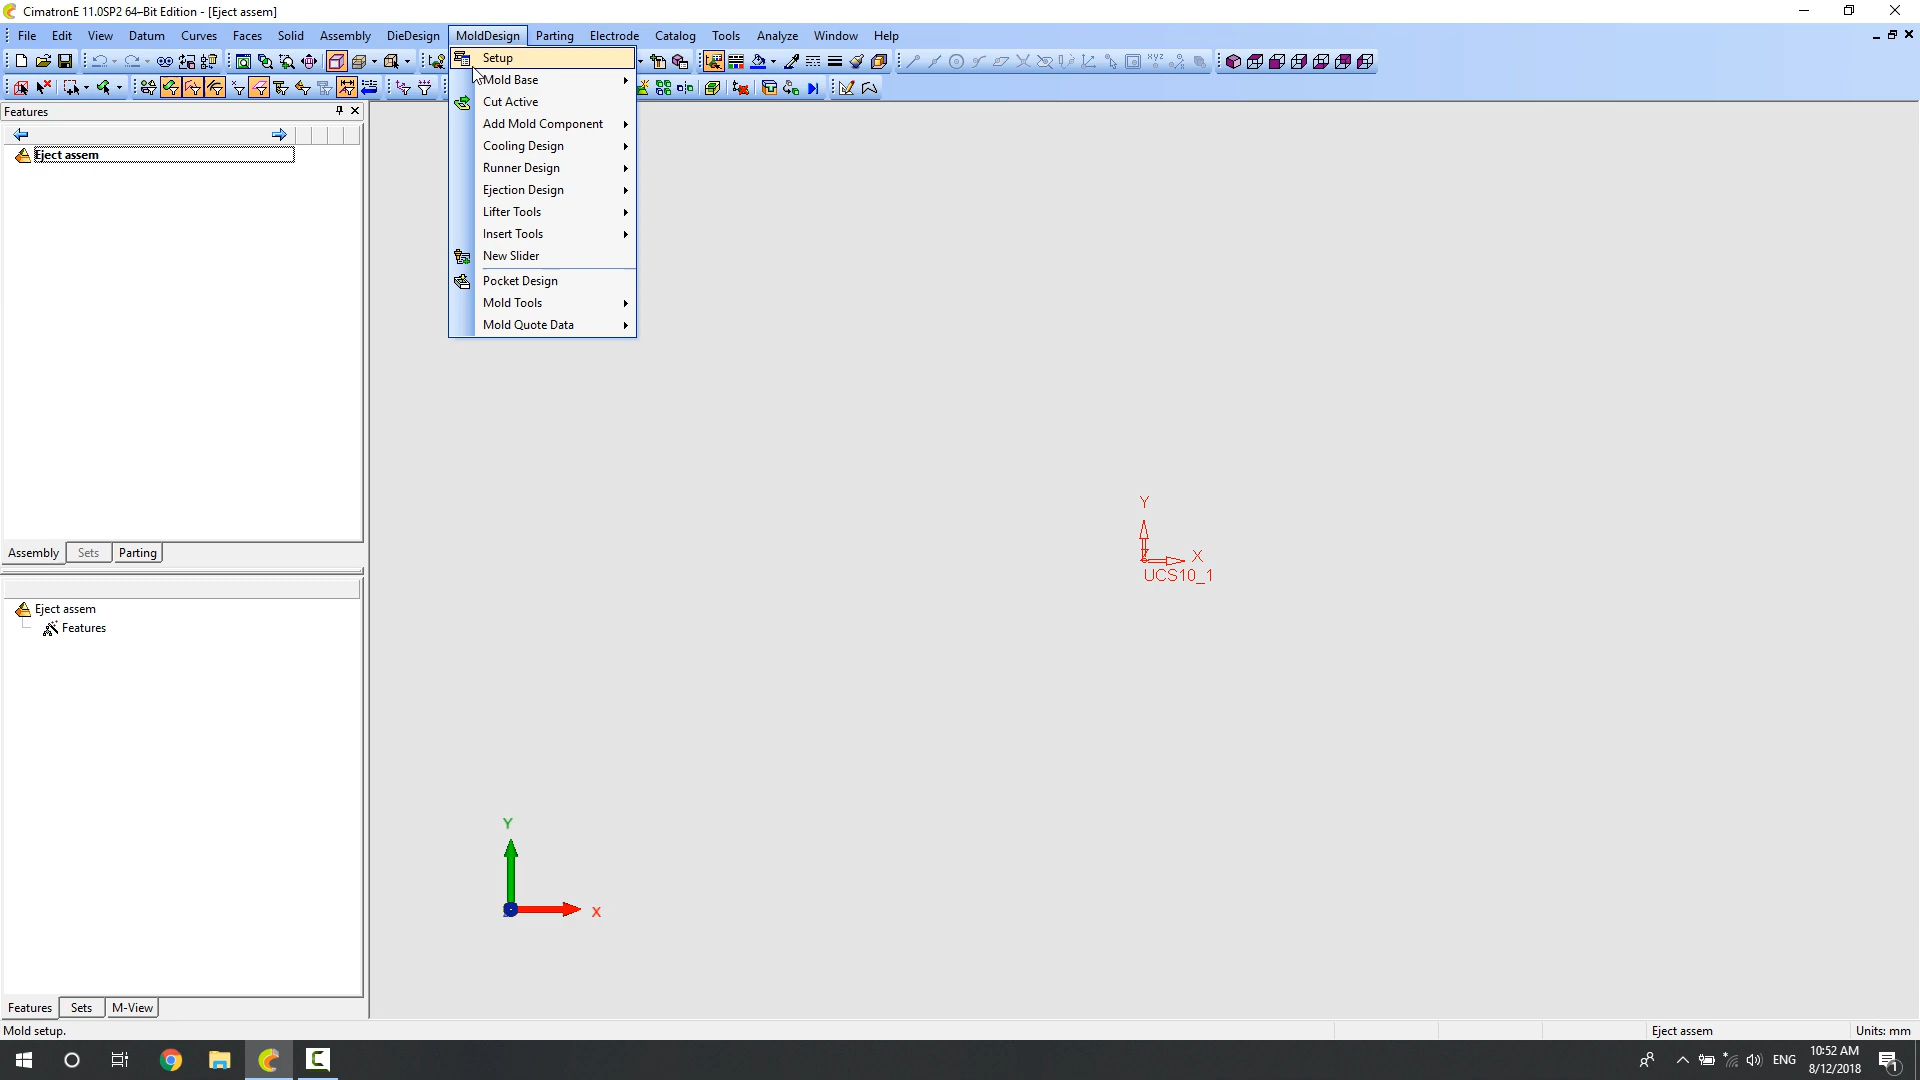 CimatronE 11.0SP2 64–Bit Edition - [Eject assem]
File Edit View Datum Curves Faces Solid Assembly DieDesign MoldDesign Parting Electrode Catalog Tools Analyze Window Help
Setup
Mold Base
Cut Active
Add Mold Component
Cooling Design
Runner Design
Ejection Design
Lifter Tools
Insert Tools
New Slider
Pocket Design
Mold Tools
Mold Quote Data
Features
Eject assem
Assembly Sets Parting
Eject assem
Features
Features Sets M-View
Y
X
UCS10_1
Y
X
Mold setup.
Eject assem
Units: mm
ENG
10:52 AM
8/12/2018
1